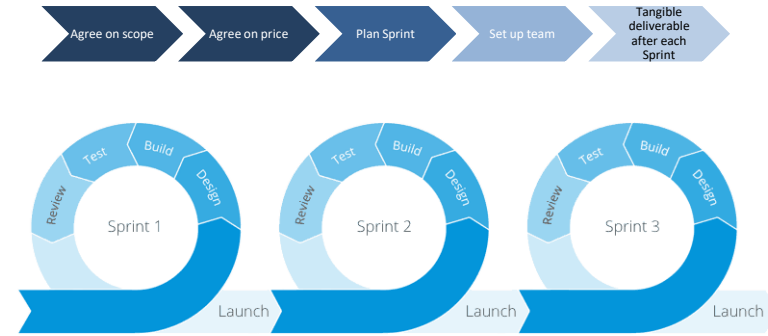 Agree on scope
Agree on price
Plan Sprint
Set up team
Tangible
deliverable
after each
Sprint
Sprint 1
Design
Build
Test
Review
Launch
Sprint 2
Design
Build
Test
Review
Launch
Sprint 3
Design
Build
Test
Review
Launch